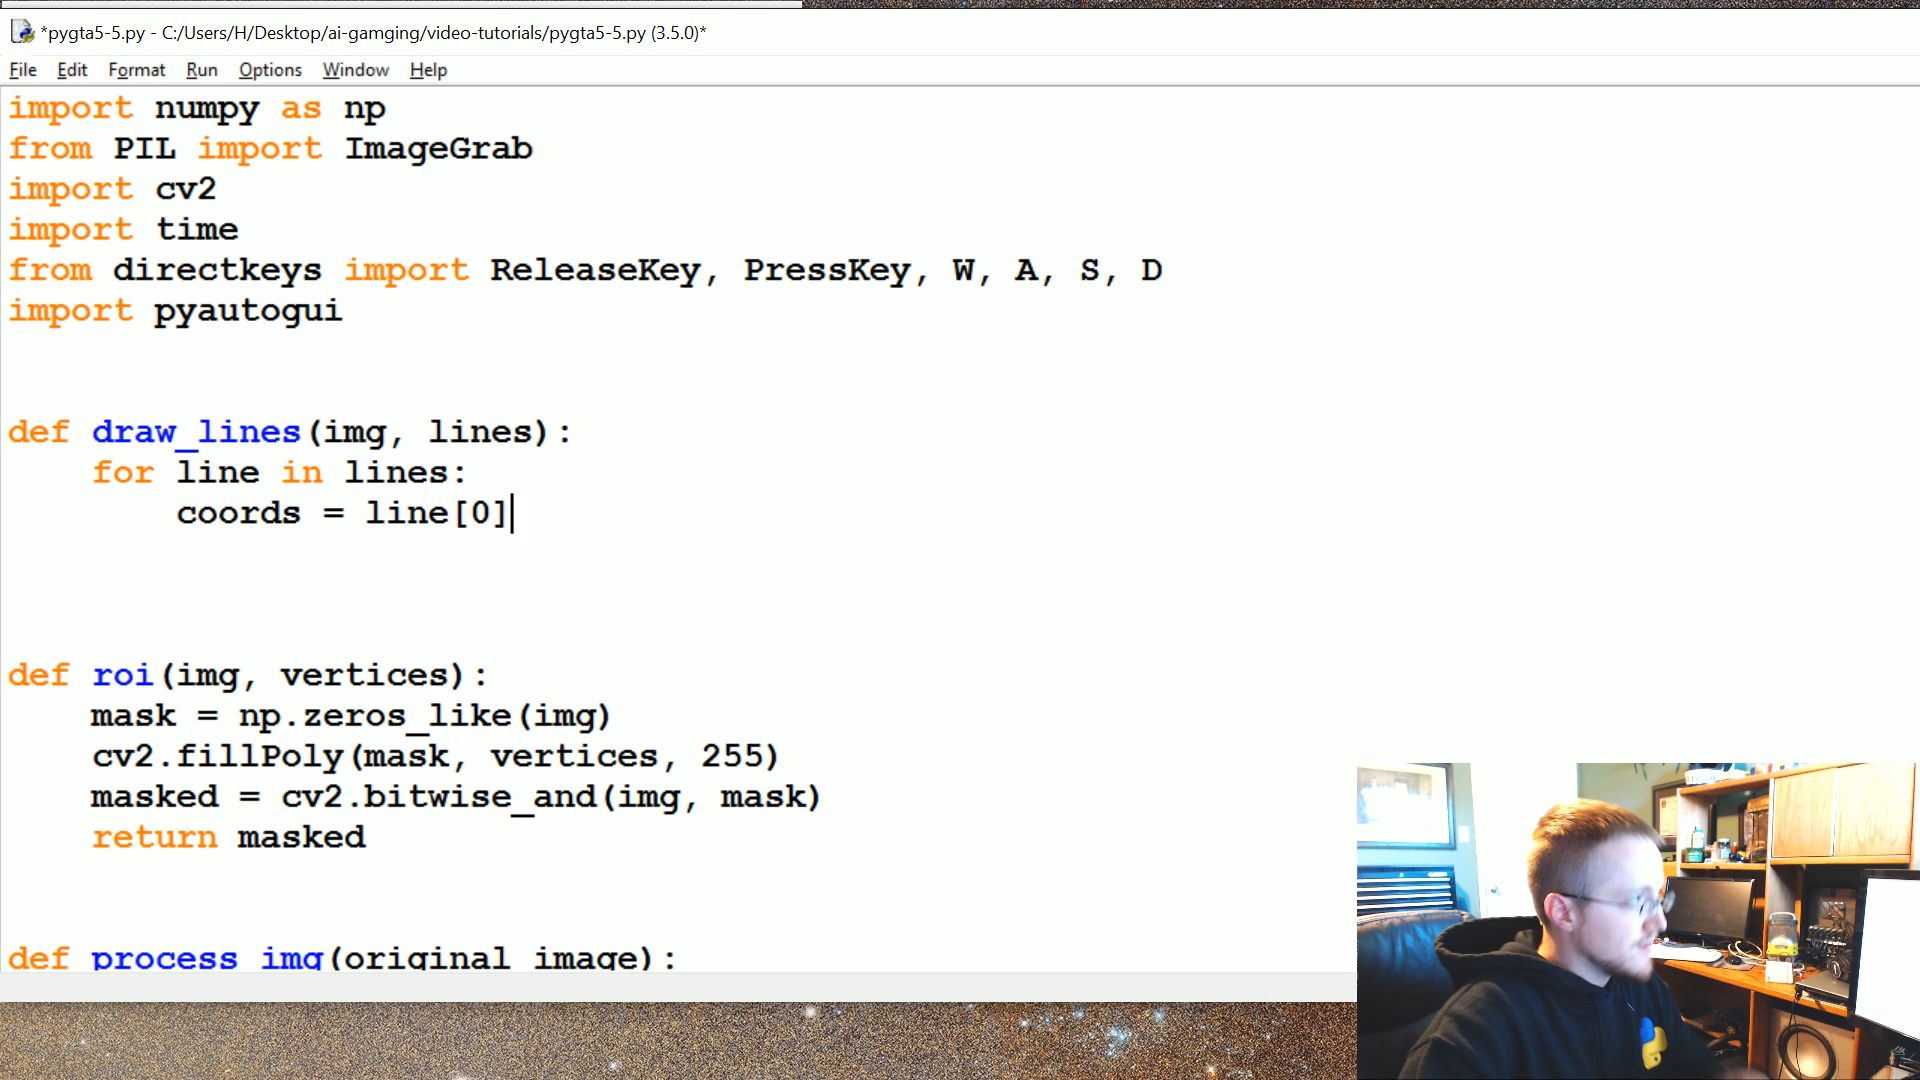 *pygta5-5.py - C:/Users/H/Desktop/ai-gamging/video-tutorials/pygta5-5.py (3.5.0)*
File Edit Format Run Options Window Help
import numpy as np
from PIL import ImageGrab
import cv2
import time
from directkeys import ReleaseKey, PressKey, W, A, S, D
import pyautogui
def draw_lines(img, lines):
    for line in lines:
        coords = line[0]
def roi(img, vertices):
    mask = np.zeros_like(img)
    cv2.fillPoly(mask, vertices, 255)
    masked = cv2.bitwise_and(img, mask)
    return masked
def process_img(original_image):